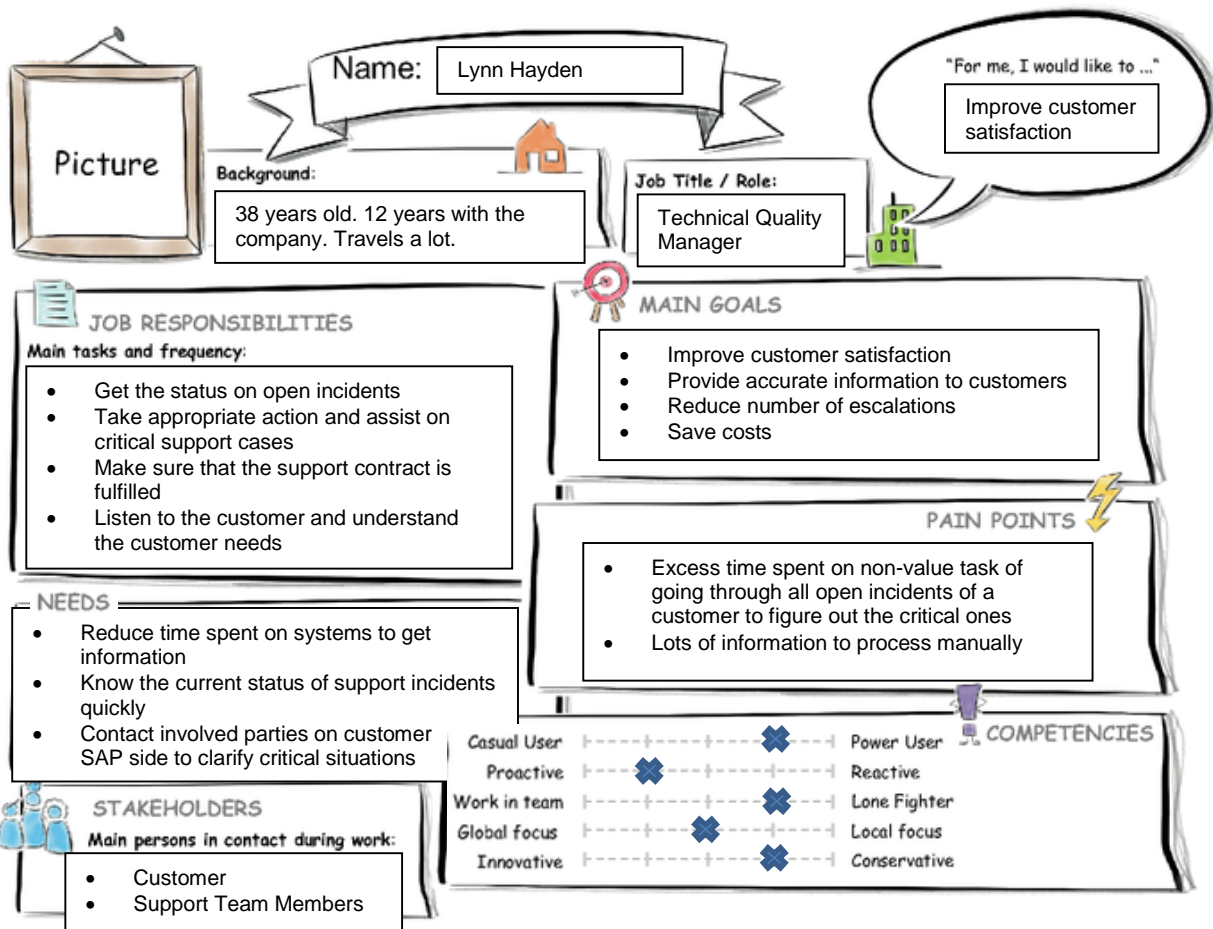 Name: Lynn Hayden
"For me, I would like to ..."
Improve customer
satisfaction
Picture
Background:
38 years old. 12 years with the
company. Travels a lot.
Job Title / Role:
Technical Quality
Manager
JOB RESPONSIBILITIES
Main tasks and frequency:
• Get the status on open incidents
• Take appropriate action and assist on
critical support cases
• Make sure that the support contract is
fulfilled
• Listen to the customer and understand
the customer needs
MAIN GOALS
• Improve customer satisfaction
• Provide accurate information to customers
• Reduce number of escalations
• Save costs
PAIN POINTS
• Excess time spent on non-value task of
going through all open incidents of a
customer to figure out the critical ones
• Lots of information to process manually
NEEDS
• Reduce time spent on systems to get
information
• Know the current status of support incidents
quickly
• Contact involved parties on customer
SAP side to clarify critical situations
COMPETENCIES
Casual User Power User
Proactive Reactive
Work in team Lone Fighter
Global focus Local focus
Innovative Conservative
STAKEHOLDERS
Main persons in contact during work:
• Customer
• Support Team Members